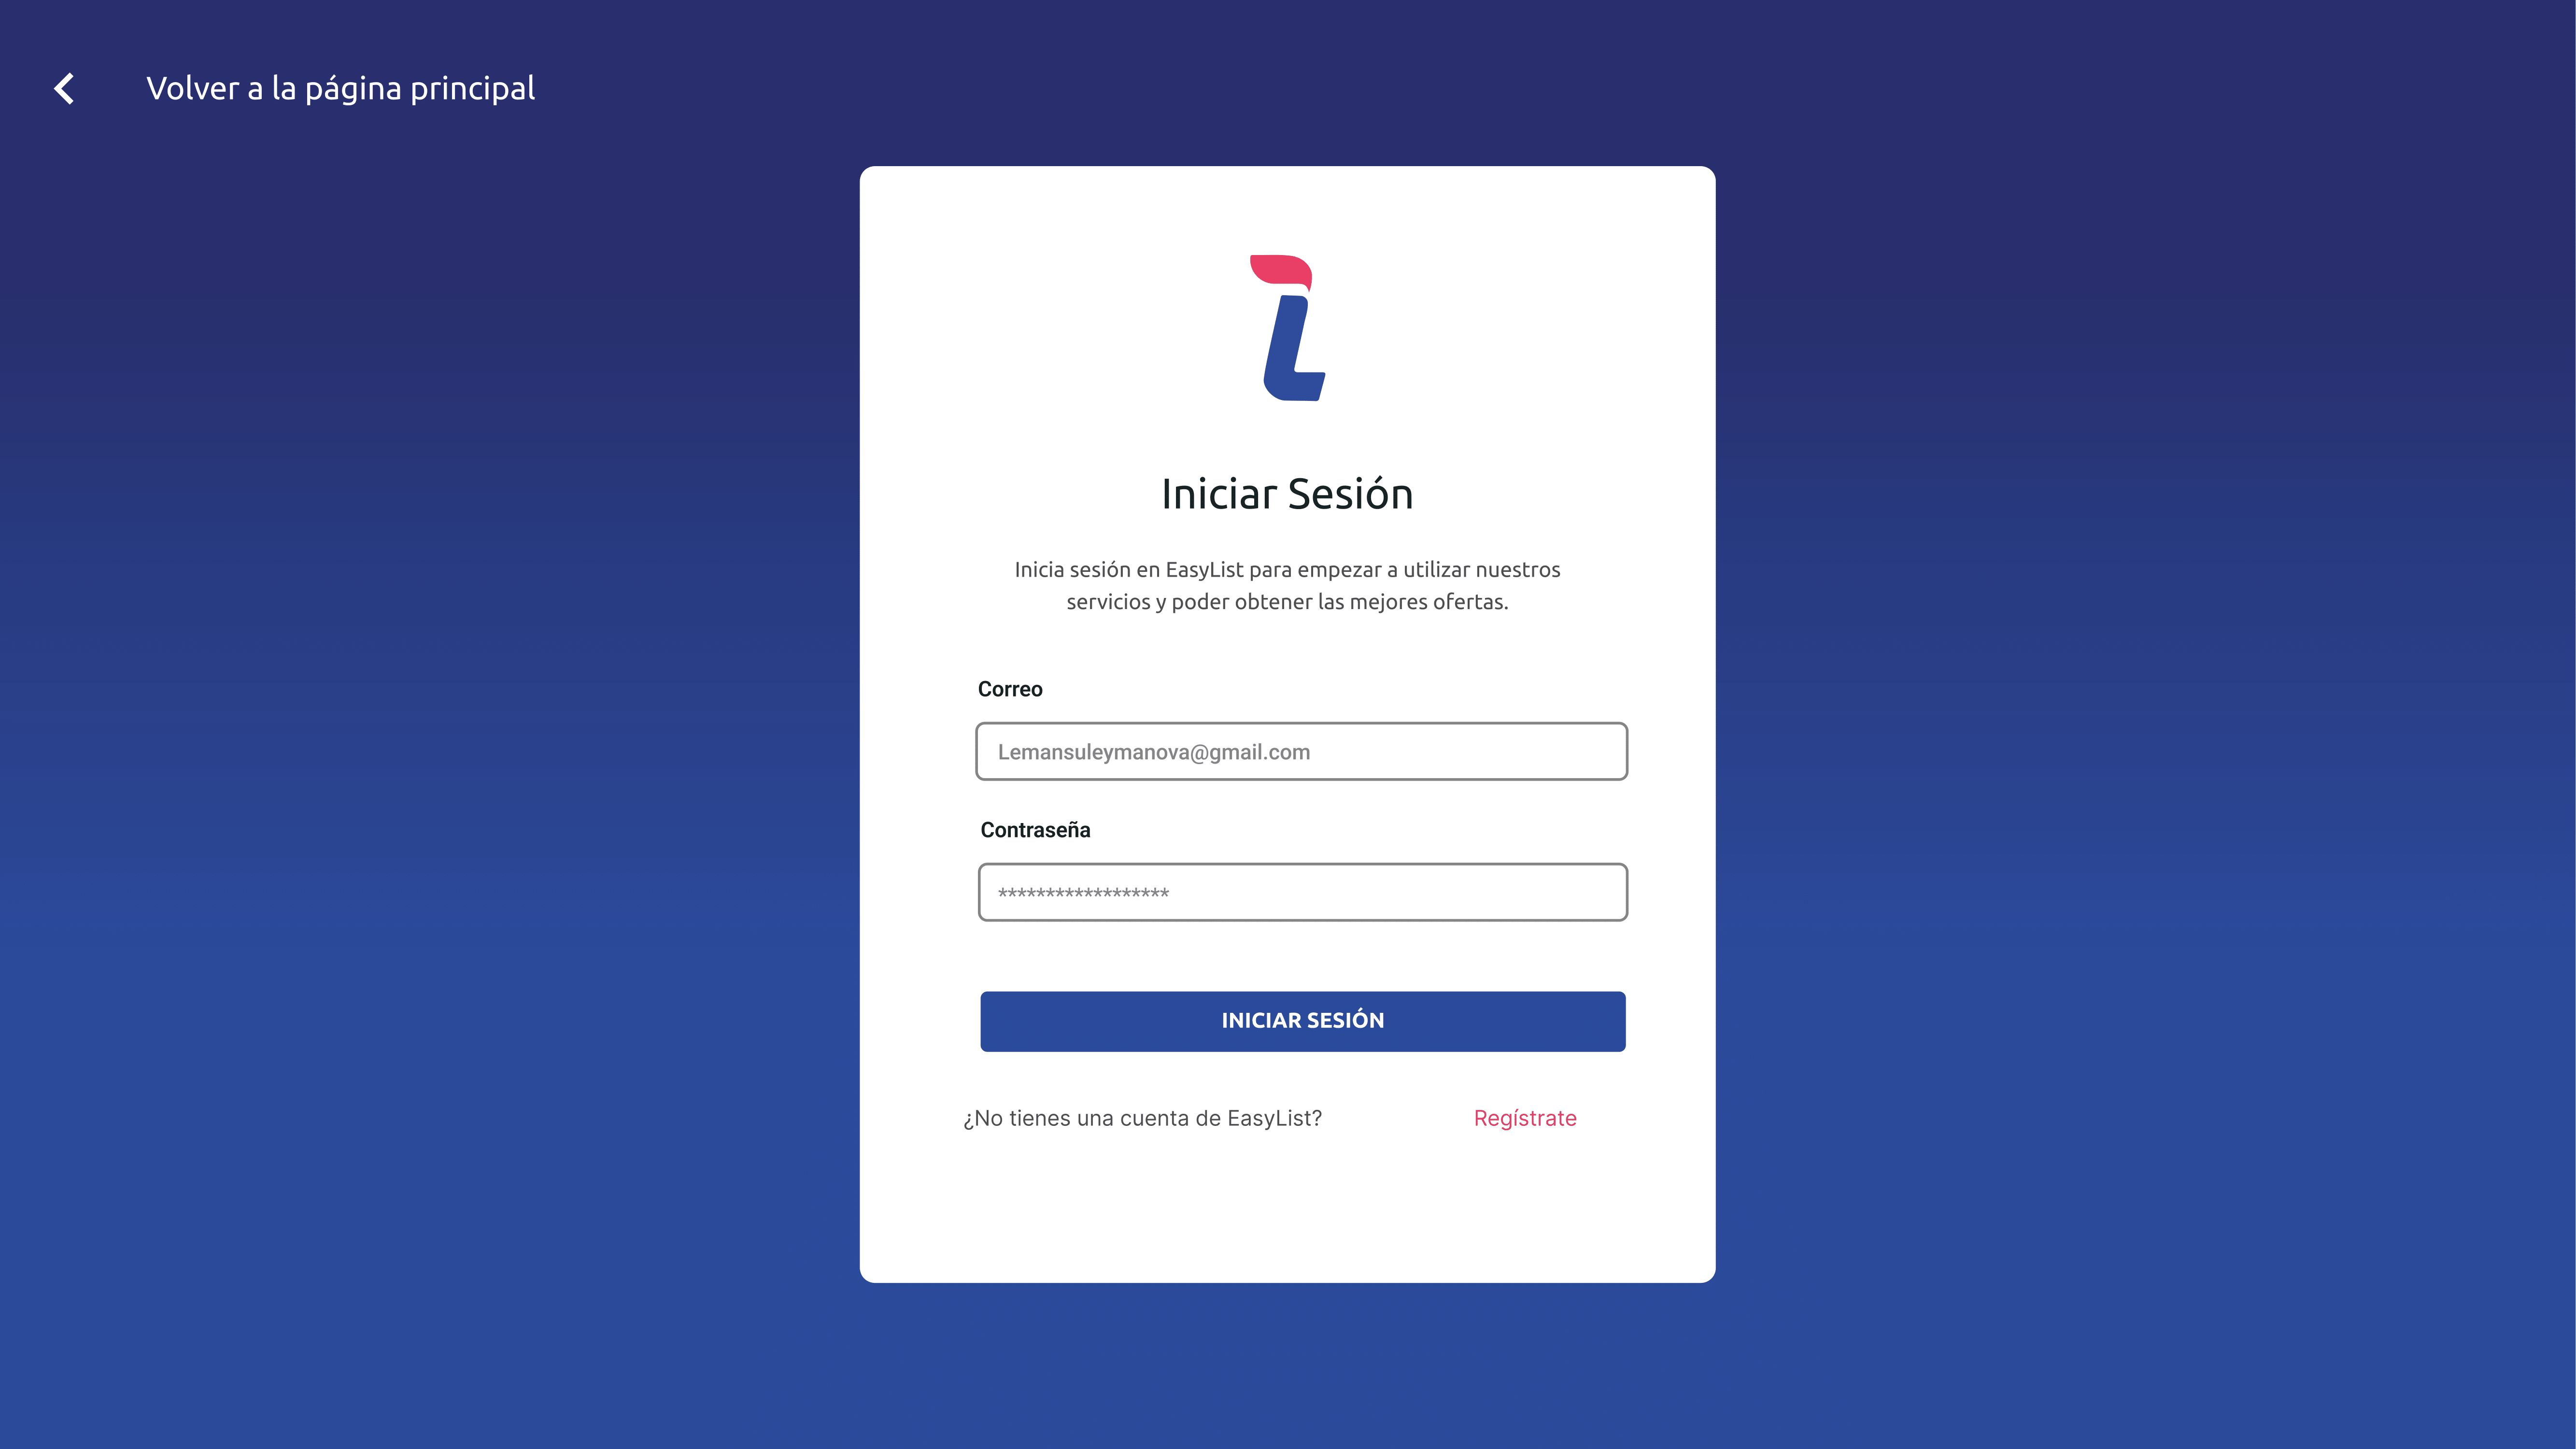 Volver a la página principal
Iniciar Sesión
Inicia sesión en EasyList para empezar a utilizar nuestros
servicios y poder obtener las mejores ofertas.
Correo
Lemansuleymanova@gmail.com
Contraseña
******************
INICIAR SESIÓN
¿No tienes una cuenta de EasyList? Regístrate